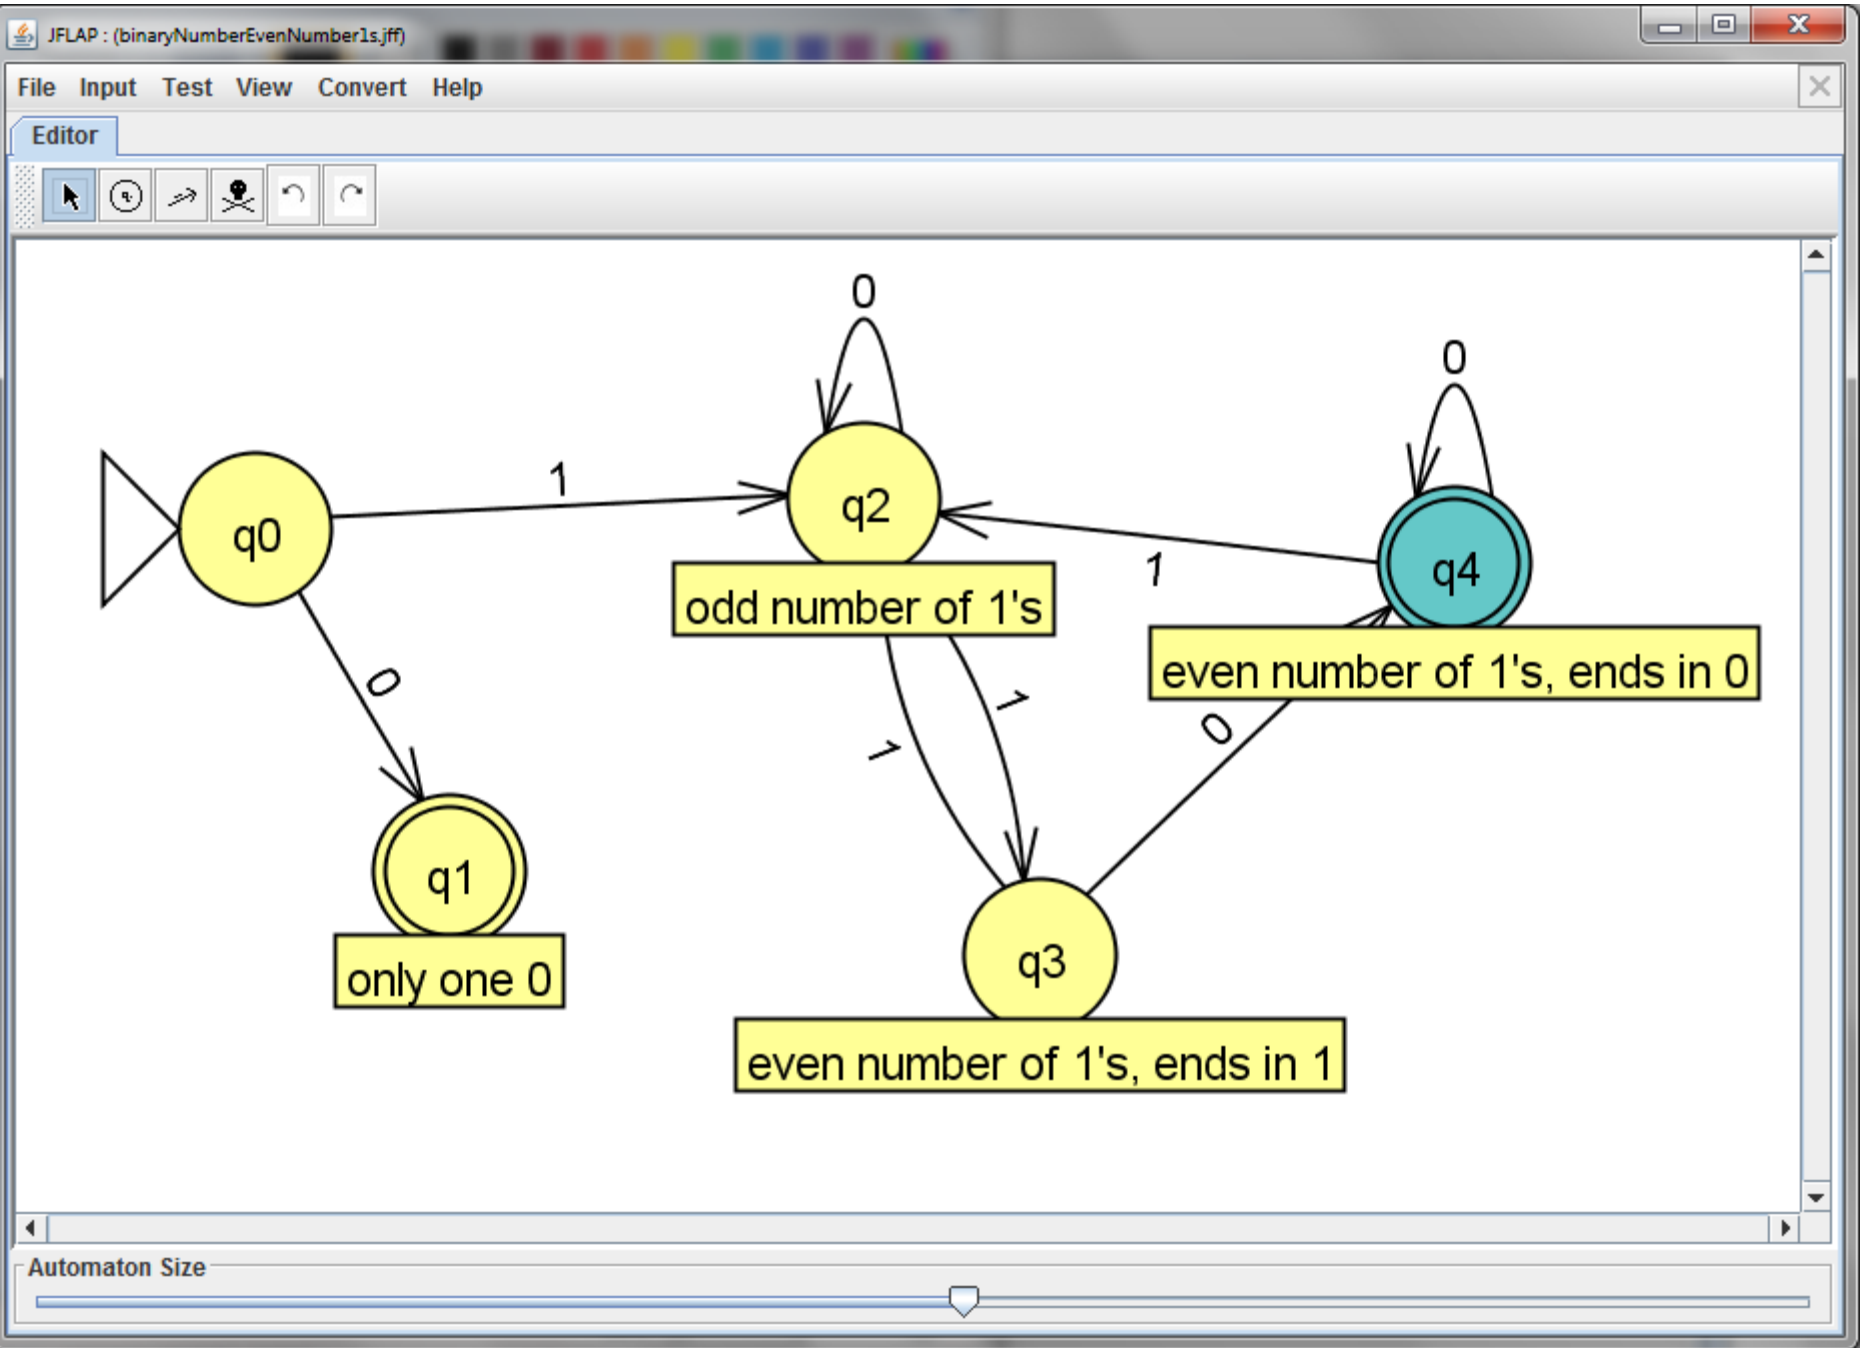 JFLAP : (binaryNumberEvenNumber1s.jff)
File Input Test View Convert Help
Editor
0
0
1
q0
q2
q4
1
odd number of 1's
even number of 1's, ends in 0
0
1
1
0
q1
only one 0
q3
even number of 1's, ends in 1
Automaton Size